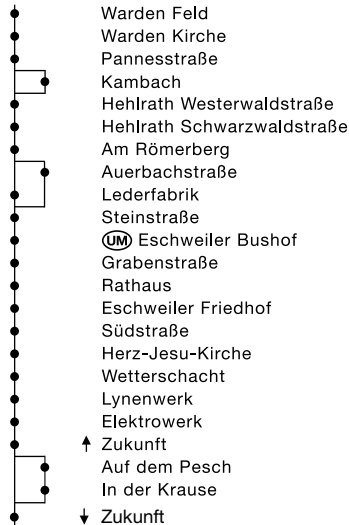 Warden Feld
Warden Kirche
Pannesstraße
Kambach
Hehlrath Westerwaldstraße
Hehlrath Schwarzwaldstraße
Am Römerberg
Auerbachstraße
Lederfabrik
Steinstraße
UM Eschweiler Bushof
Grabenstraße
Rathaus
Eschweiler Friedhof
Südstraße
Herz-Jesu-Kirche
Wetterschacht
Lynenwerk
Elektrowerk
↑ Zukunft
Auf dem Pesch
In der Krause
↓ Zukunft